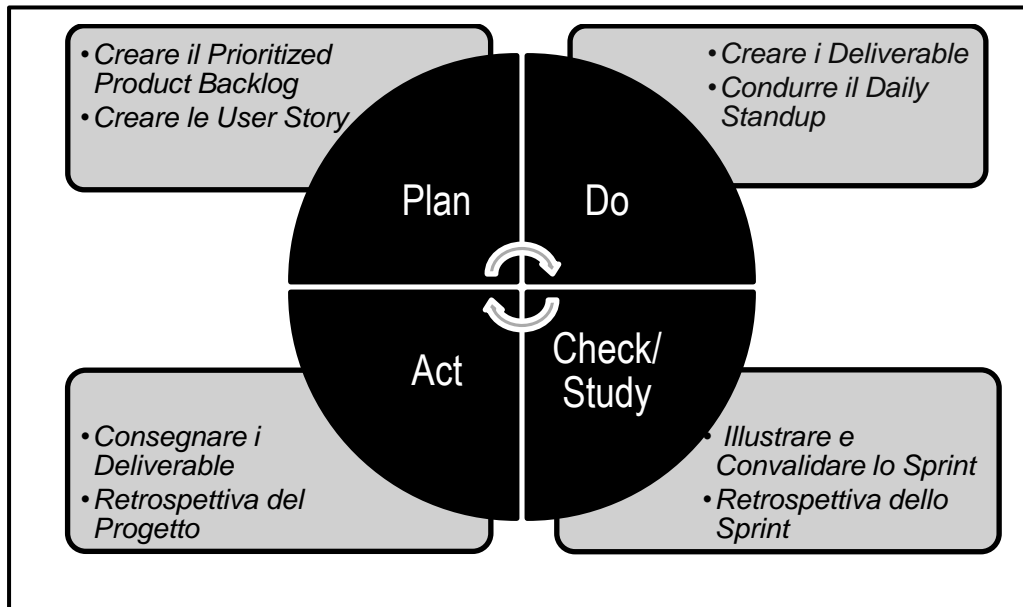 • Creare il Prioritized
Product Backlog
• Creare le User Story
• Creare i Deliverable
• Condurre il Daily
Standup
Plan
Do
Act
Check/
Study
• Consegnare i
Deliverable
• Retrospettiva del
Progetto
• Illustrare e
Convalidare lo Sprint
• Retrospettiva dello
Sprint